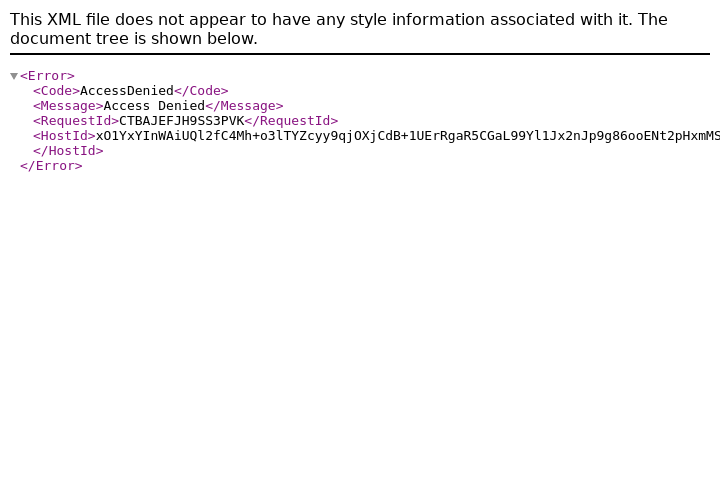 This XML file does not appear to have any style information associated with it. The
document tree is shown below.
<Error>
<Code>AccessDenied</Code>
<Message>Access Denied</Message>
<RequestId>CTBAJEFJH9SS3PVK</RequestId>
<HostId>xO1YxYInWAiUQl2fC4Mh+o3lTYZcyy9qjOXjCdB+1UErRgaR5CGaL99Yl1Jx2nJp9g86ooENt2pHxmMS
</HostId>
</Error>